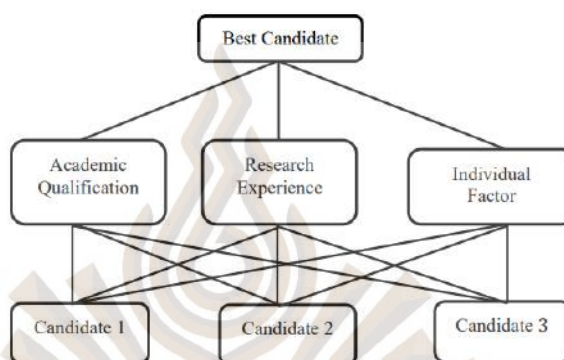 Best Candidate
Academic
Qualification
Research
Experience
Individual
Factor
Candidate 1
Candidate 2
Candidate 3